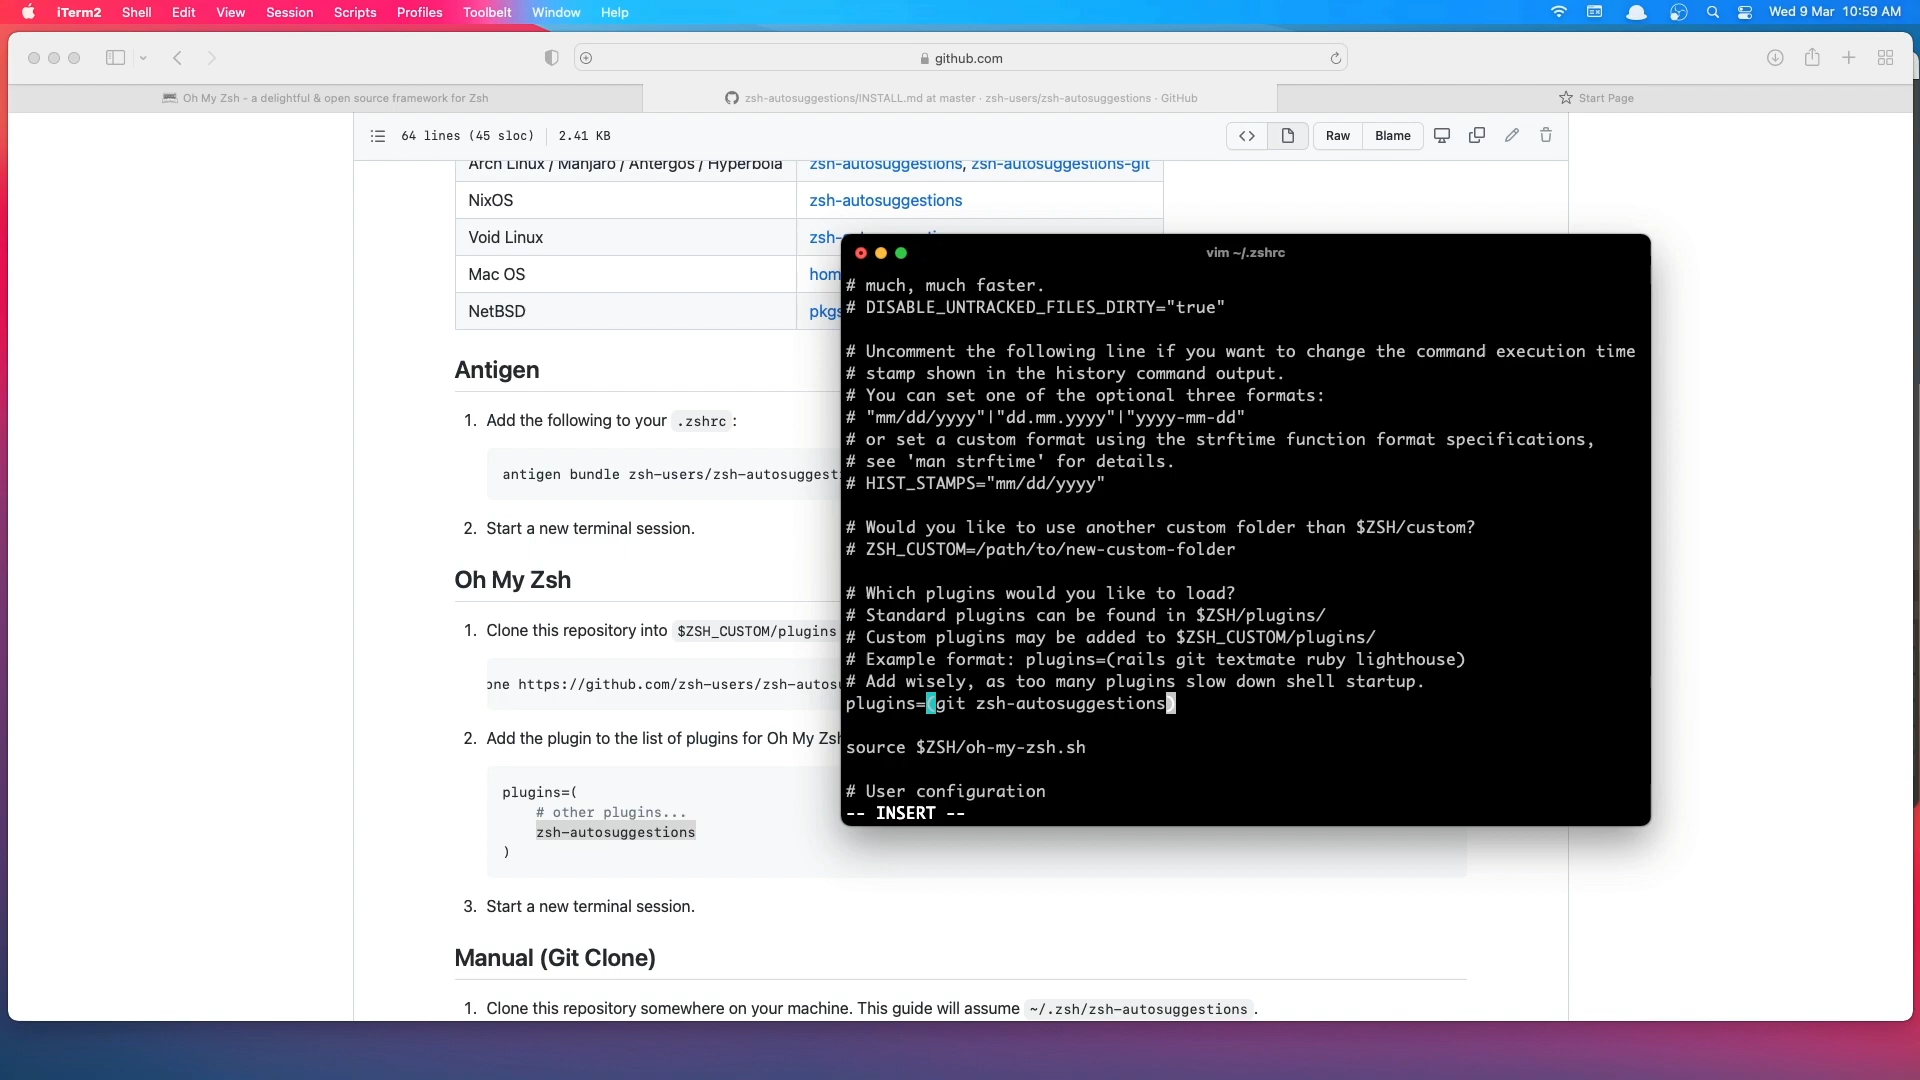 iTerm2 Shell Edit View Session Scripts Profiles Toolbelt Window Help Wed 9 Mar 10:59 AM
github.com
Oh My Zsh - a delightful & open source framework for Zsh
zsh-autosuggestions/INSTALL.md at master · zsh-users/zsh-autosuggestions · GitHub
Start Page
64 lines (45 sloc) 2.41 KB
Raw Blame
Arch Linux / Manjaro / Antergos / Hyperbola zsh-autosuggestions, zsh-autosuggestions-git
NixOS zsh-autosuggestions
Void Linux zsh-
Mac OS hom
NetBSD pkgs
Antigen
1. Add the following to your .zshrc :
antigen bundle zsh-users/zsh-autosuggest
2. Start a new terminal session.
Oh My Zsh
1. Clone this repository into $ZSH_CUSTOM/plugins
one https://github.com/zsh-users/zsh-autosu
2. Add the plugin to the list of plugins for Oh My Zsh
plugins=(
# other plugins...
zsh-autosuggestions
)
3. Start a new terminal session.
Manual (Git Clone)
1. Clone this repository somewhere on your machine. This guide will assume ~/.zsh/zsh-autosuggestions .
vim ~/.zshrc
# much, much faster.
# DISABLE_UNTRACKED_FILES_DIRTY="true"
# Uncomment the following line if you want to change the command execution time
# stamp shown in the history command output.
# You can set one of the optional three formats:
# "mm/dd/yyyy"|"dd.mm.yyyy"|"yyyy-mm-dd"
# or set a custom format using the strftime function format specifications,
# see 'man strftime' for details.
# HIST_STAMPS="mm/dd/yyyy"
# Would you like to use another custom folder than $ZSH/custom?
# ZSH_CUSTOM=/path/to/new-custom-folder
# Which plugins would you like to load?
# Standard plugins can be found in $ZSH/plugins/
# Custom plugins may be added to $ZSH_CUSTOM/plugins/
# Example format: plugins=(rails git textmate ruby lighthouse)
# Add wisely, as too many plugins slow down shell startup.
plugins=(git zsh-autosuggestions)
source $ZSH/oh-my-zsh.sh
# User configuration
-- INSERT --